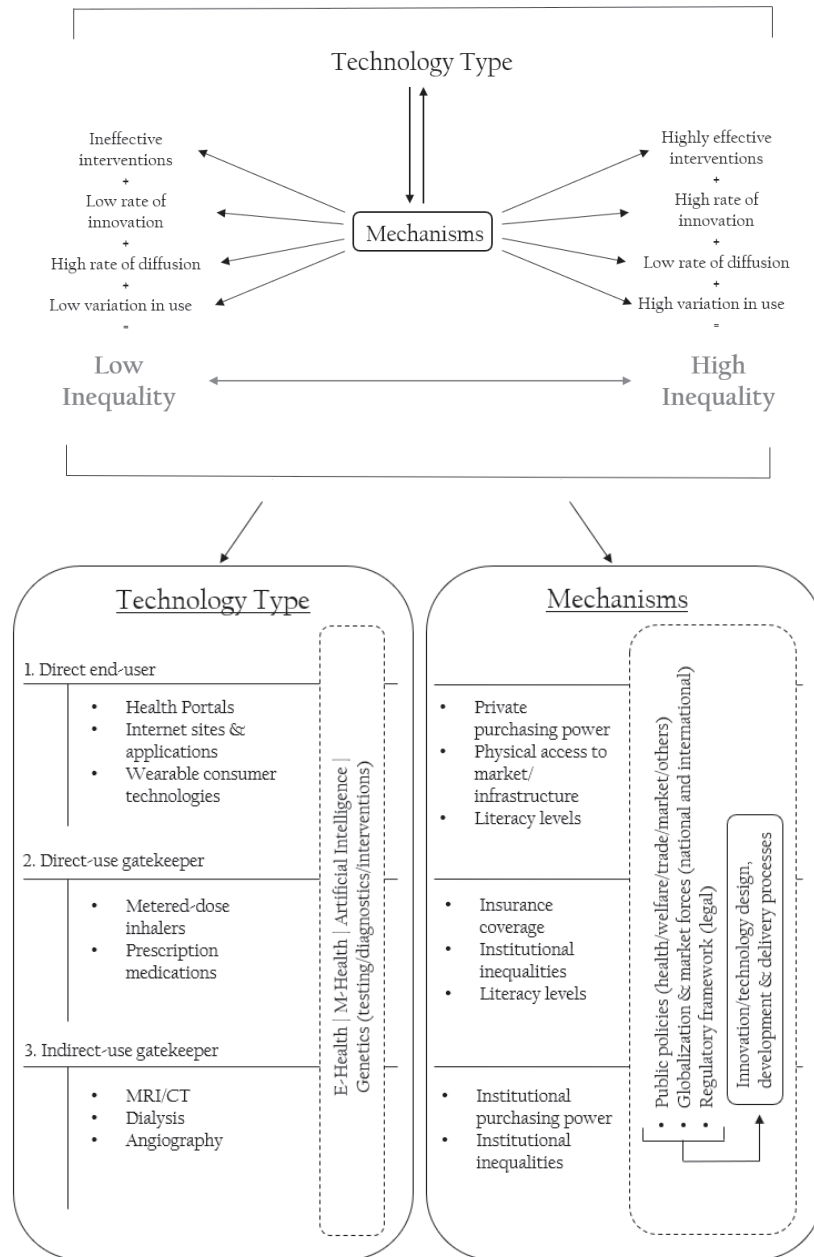 Technology Type
Ineffective
interventions
+
Low rate of
innovation
+
High rate of diffusion
+
Low variation in use
=
Low
Inequality
Mechanisms
Highly effective
interventions
+
High rate of
innovation
+
Low rate of diffusion
+
High variation in use
=
High
Inequality
Technology Type
1. Direct end-user
• Health Portals
• Internet sites &
applications
• Wearable consumer
technologies
2. Direct-use gatekeeper
• Metered-dose
inhalers
• Prescription
medications
3. Indirect-use gatekeeper
• MRI/CT
• Dialysis
• Angiography
E-Health | M-Health | Artificial Intelligence |
Genetics (testing/diagnostics/interventions)
Mechanisms
• Private
purchasing power
• Physical access to
market/
infrastructure
• Literacy levels
• Insurance
coverage
• Institutional
inequalities
• Literacy levels
• Institutional
purchasing power
• Institutional
inequalities
• Public policies (health/welfare/trade/market/others)
• Globalization & market forces (national and international)
• Regulatory framework (legal)
Innovation/technology design,
development & delivery processes